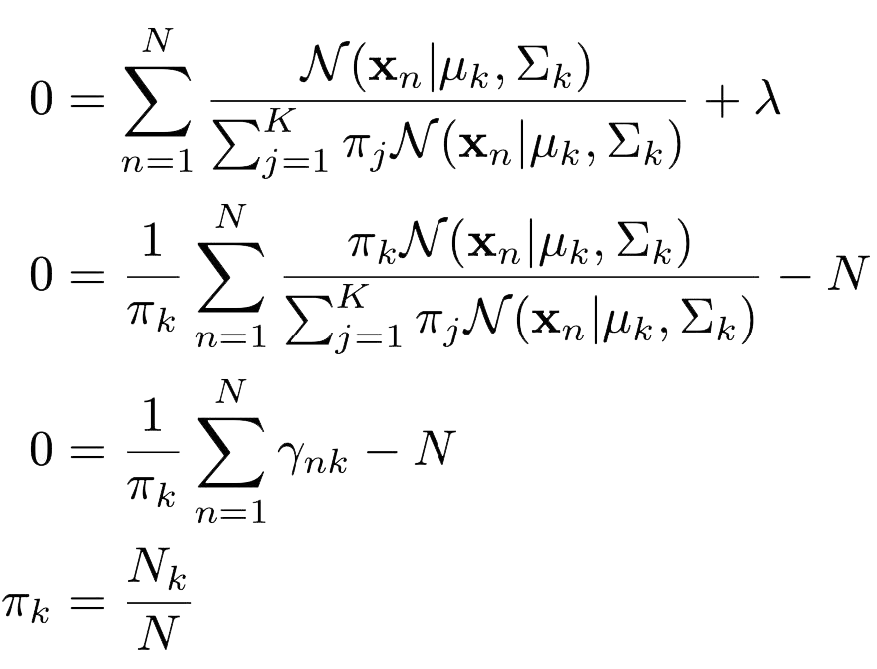 0 = \sum_{n=1}^{N} \frac{\mathcal{N}(\mathbf{x}_n|\mu_k, \Sigma_k)}{\sum_{j=1}^{K} \pi_j \mathcal{N}(\mathbf{x}_n|\mu_k, \Sigma_k)} + \lambda
0 = \frac{1}{\pi_k} \sum_{n=1}^{N} \frac{\pi_k \mathcal{N}(\mathbf{x}_n|\mu_k, \Sigma_k)}{\sum_{j=1}^{K} \pi_j \mathcal{N}(\mathbf{x}_n|\mu_k, \Sigma_k)} - N
0 = \frac{1}{\pi_k} \sum_{n=1}^{N} \gamma_{nk} - N
\pi_k = \frac{N_k}{N}